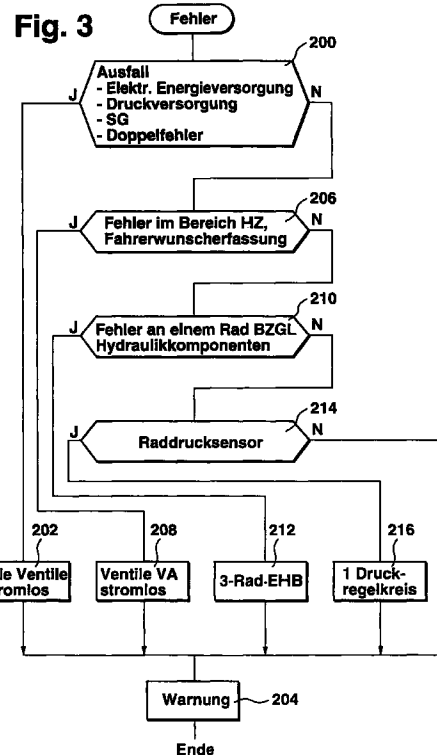 Fig. 3
Fehler
200
Ausfall
- Elektr. Energieversorgung
- Druckversorgung
- SG
- Doppelfehler
J
N
206
Fehler im Bereich HZ,
Fahrerwunscherfassung
J
N
210
Fehler an einem Rad BZGL
Hydraulikkomponenten
J
N
214
Raddrucksensor
J
N
202
Ventile
208
Ventile VA
stromlos
212
3-Rad-EHB
216
1 Druck-
regelkreis
Warnung
204
Ende